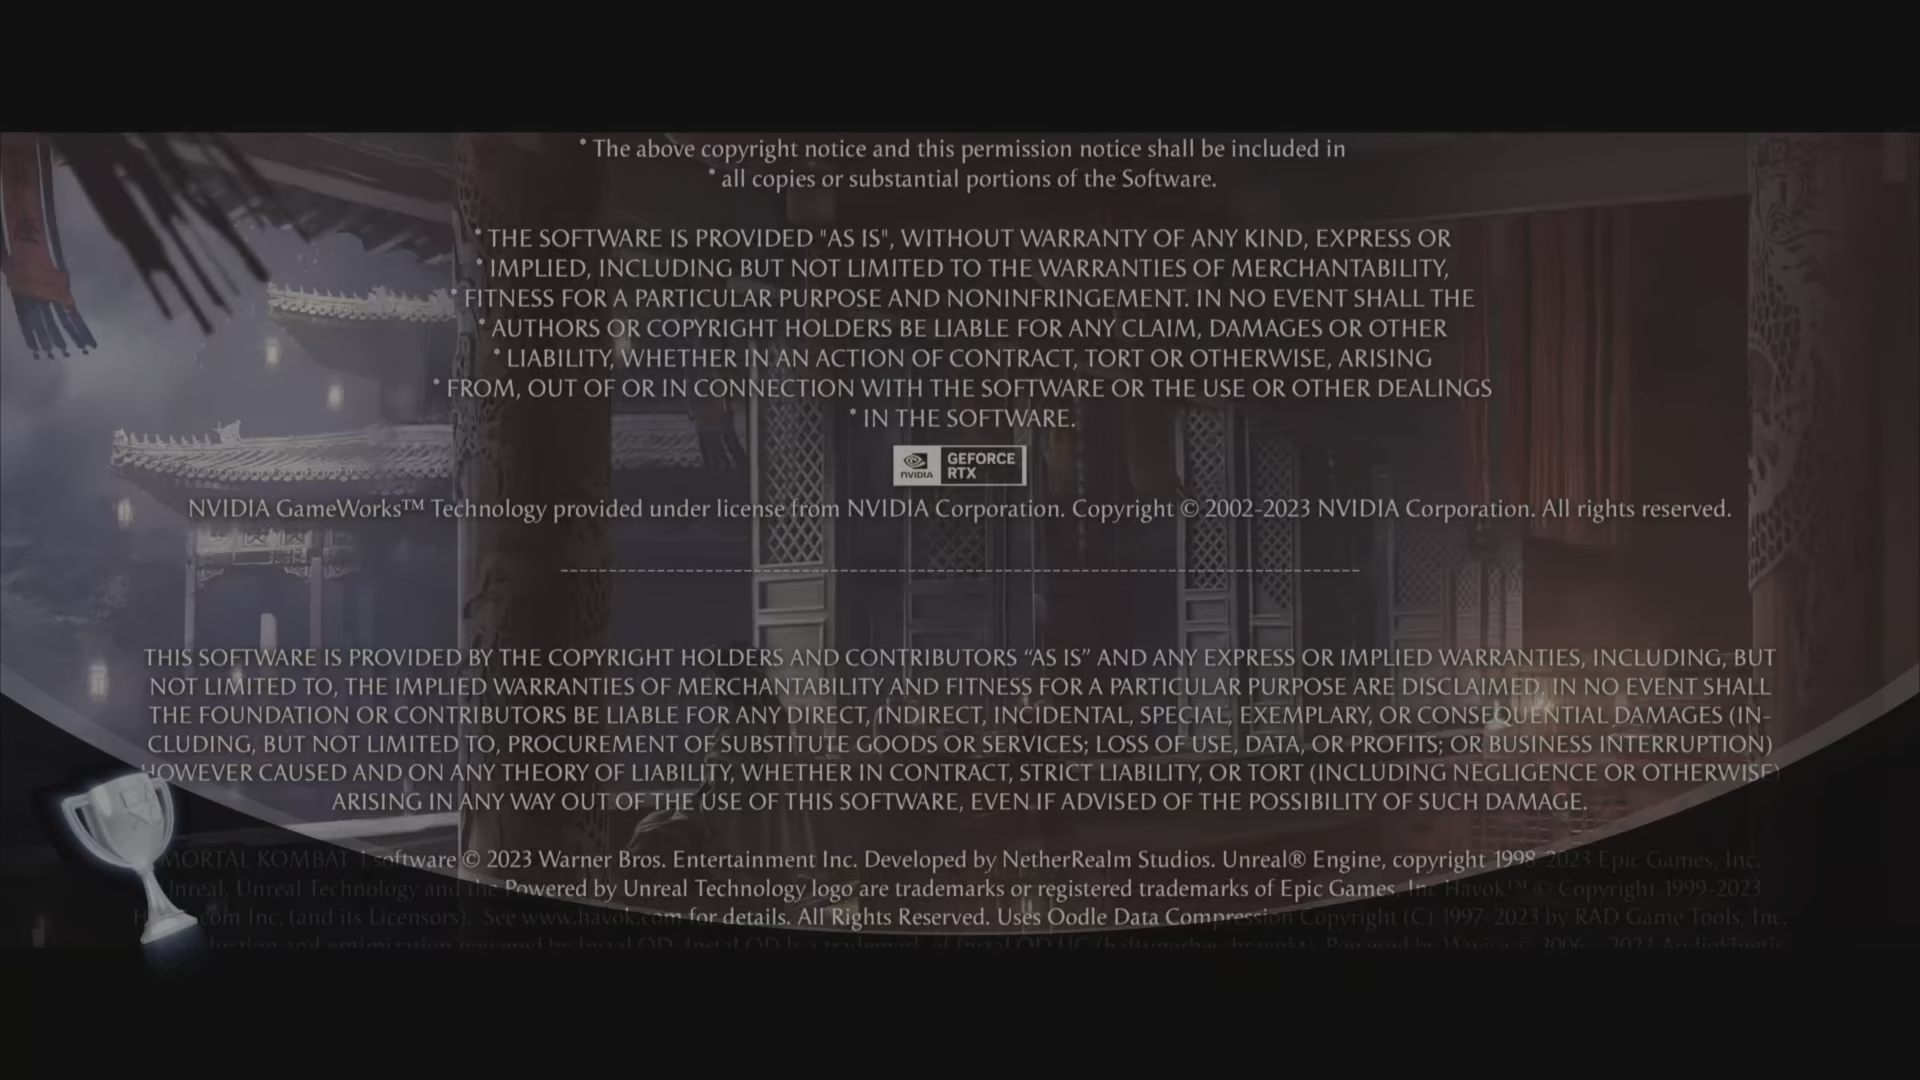 * The above copyright notice and this permission notice shall be included in
* all copies or substantial portions of the Software.
* THE SOFTWARE IS PROVIDED "AS IS", WITHOUT WARRANTY OF ANY KIND, EXPRESS OR
* IMPLIED, INCLUDING BUT NOT LIMITED TO THE WARRANTIES OF MERCHANTABILITY,
* FITNESS FOR A PARTICULAR PURPOSE AND NONINFRINGEMENT. IN NO EVENT SHALL THE
* AUTHORS OR COPYRIGHT HOLDERS BE LIABLE FOR ANY CLAIM, DAMAGES OR OTHER
* LIABILITY, WHETHER IN AN ACTION OF CONTRACT, TORT OR OTHERWISE, ARISING
* FROM, OUT OF OR IN CONNECTION WITH THE SOFTWARE OR THE USE OR OTHER DEALINGS
* IN THE SOFTWARE.
NVIDIA GEFORCE RTX
NVIDIA GameWorks™ Technology provided under license from NVIDIA Corporation. Copyright © 2002-2023 NVIDIA Corporation. All rights reserved.
--------------------------------------------------------------------------------
THIS SOFTWARE IS PROVIDED BY THE COPYRIGHT HOLDERS AND CONTRIBUTORS “AS IS” AND ANY EXPRESS OR IMPLIED WARRANTIES, INCLUDING, BUT
NOT LIMITED TO, THE IMPLIED WARRANTIES OF MERCHANTABILITY AND FITNESS FOR A PARTICULAR PURPOSE ARE DISCLAIMED. IN NO EVENT SHALL
THE FOUNDATION OR CONTRIBUTORS BE LIABLE FOR ANY DIRECT, INDIRECT, INCIDENTAL, SPECIAL, EXEMPLARY, OR CONSEQUENTIAL DAMAGES (IN-
CLUDING, BUT NOT LIMITED TO, PROCUREMENT OF SUBSTITUTE GOODS OR SERVICES; LOSS OF USE, DATA, OR PROFITS; OR BUSINESS INTERRUPTION)
HOWEVER CAUSED AND ON ANY THEORY OF LIABILITY, WHETHER IN CONTRACT, STRICT LIABILITY, OR TORT (INCLUDING NEGLIGENCE OR OTHERWISE)
ARISING IN ANY WAY OUT OF THE USE OF THIS SOFTWARE, EVEN IF ADVISED OF THE POSSIBILITY OF SUCH DAMAGE.
MORTAL KOMBAT 1 software © 2023 Warner Bros. Entertainment Inc. Developed by NetherRealm Studios. Unreal® Engine, copyright 1998-2023 Epic Games, Inc.
Unreal, Unreal Technology and the Powered by Unreal Technology logo are trademarks or registered trademarks of Epic Games, Inc Havok™ © Copyright 1999-2023
.com Inc. (and its Licensors). See www.havok.com for details. All Rights Reserved. Uses Oodle Data Compression Copyright (C) 1997-2023 by RAD Game Tools, Inc.